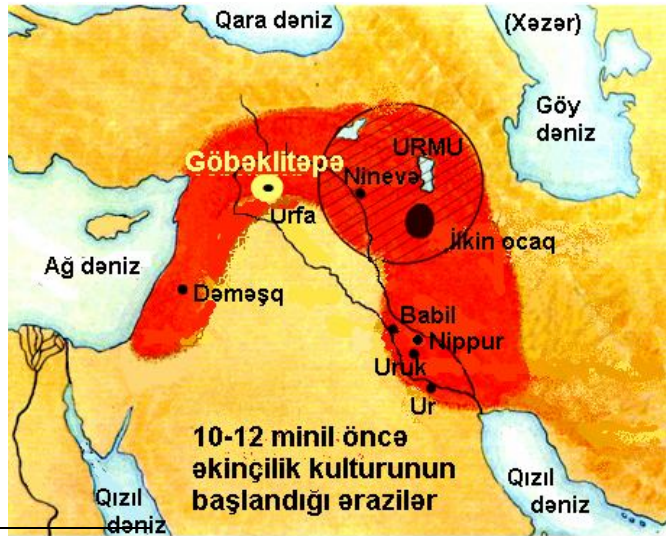 Qara dəniz
(Xəzər)
Göy
dəniz
Göbəklitəpə
URMU
Ninevə
Urfa
İlkin ocaq
Ağ dəniz
Dəməşq
Babil
Nippur
Uruk
Ur
10-12 minil öncə
əkinçilik kulturunun
başlandığı ərazilər
Qızıl
dəniz
Qızıl
dəniz